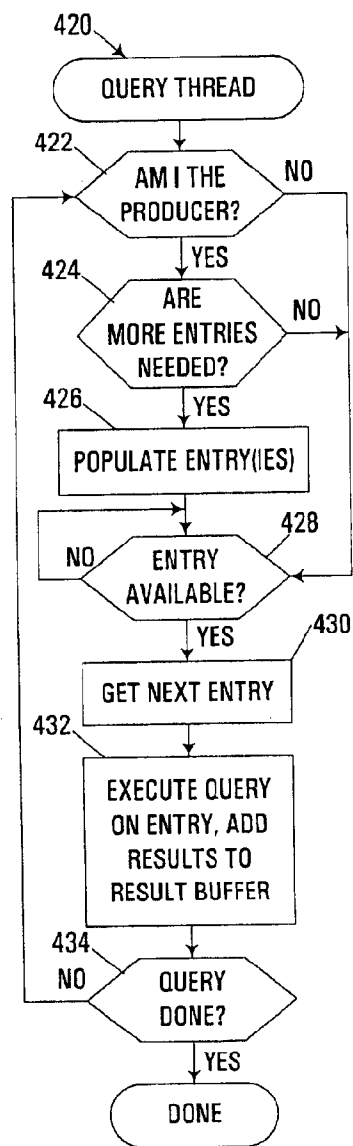 420
QUERY THREAD
422
AM I THE
PRODUCER?
NO
YES
424
ARE
MORE ENTRIES
NEEDED?
NO
YES
426
POPULATE ENTRY(IES)
428
NO
ENTRY
AVAILABLE?
YES
430
GET NEXT ENTRY
432
EXECUTE QUERY
ON ENTRY, ADD
RESULTS TO
RESULT BUFFER
434
NO
QUERY
DONE?
YES
DONE